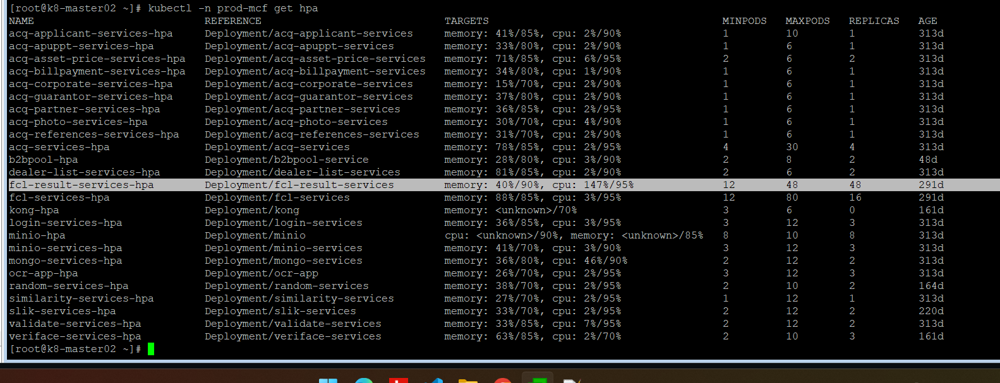 [root@k8-master02 ~]# kubectl -n prod-mcf get hpa
NAME REFERENCE TARGETS MINPODS MAXPODS REPLICAS AGE
acq-applicant-services-hpa Deployment/acq-applicant-services memory: 41%/85%, cpu: 2%/90% 1 10 1 313d
acq-apuppt-services-hpa Deployment/acq-apuppt-services memory: 33%/80%, cpu: 2%/90% 1 6 1 313d
acq-asset-price-services-hpa Deployment/acq-asset-price-services memory: 71%/85%, cpu: 6%/95% 2 6 2 313d
acq-billpayment-services-hpa Deployment/acq-billpayment-services memory: 34%/80%, cpu: 1%/90% 1 6 1 313d
acq-corporate-services-hpa Deployment/acq-corporate-services memory: 15%/70%, cpu: 2%/90% 1 6 1 313d
acq-guarantor-services-hpa Deployment/acq-guarantor-services memory: 37%/80%, cpu: 2%/90% 1 6 1 313d
acq-partner-services-hpa Deployment/acq-partner-services memory: 36%/85%, cpu: 2%/95% 1 6 1 313d
acq-photo-services-hpa Deployment/acq-photo-services memory: 30%/70%, cpu: 4%/90% 1 6 1 313d
acq-references-services-hpa Deployment/acq-references-services memory: 31%/70%, cpu: 2%/90% 1 6 1 313d
acq-services-hpa Deployment/acq-services memory: 78%/85%, cpu: 2%/95% 4 30 4 313d
b2bpool-hpa Deployment/b2bpool-service memory: 28%/80%, cpu: 3%/90% 2 8 2 48d
dealer-list-services-hpa Deployment/dealer-list-services memory: 81%/85%, cpu: 2%/90% 2 6 2 313d
fcl-result-services-hpa Deployment/fcl-result-services memory: 40%/90%, cpu: 147%/95% 12 48 48 291d
fcl-services-hpa Deployment/fcl-services memory: 88%/85%, cpu: 3%/95% 12 80 16 291d
kong-hpa Deployment/kong memory: <unknown>/70% 3 6 0 161d
login-services-hpa Deployment/login-services memory: 36%/85%, cpu: 3%/95% 3 12 3 313d
minio-hpa Deployment/minio cpu: <unknown>/90%, memory: <unknown>/85% 8 10 8 313d
minio-services-hpa Deployment/minio-services memory: 41%/70%, cpu: 3%/90% 3 12 3 313d
mongo-services-hpa Deployment/mongo-services memory: 36%/80%, cpu: 46%/90% 2 12 2 313d
ocr-app-hpa Deployment/ocr-app memory: 26%/70%, cpu: 2%/95% 3 12 3 313d
random-services-hpa Deployment/random-services memory: 38%/70%, cpu: 2%/95% 2 10 2 164d
similarity-services-hpa Deployment/similarity-services memory: 27%/70%, cpu: 2%/95% 1 12 1 313d
slik-services-hpa Deployment/slik-services memory: 33%/70%, cpu: 2%/95% 2 12 2 220d
validate-services-hpa Deployment/validate-services memory: 33%/85%, cpu: 7%/95% 2 12 2 313d
veriface-services-hpa Deployment/veriface-services memory: 63%/85%, cpu: 2%/70% 2 10 3 161d
[root@k8-master02 ~]#